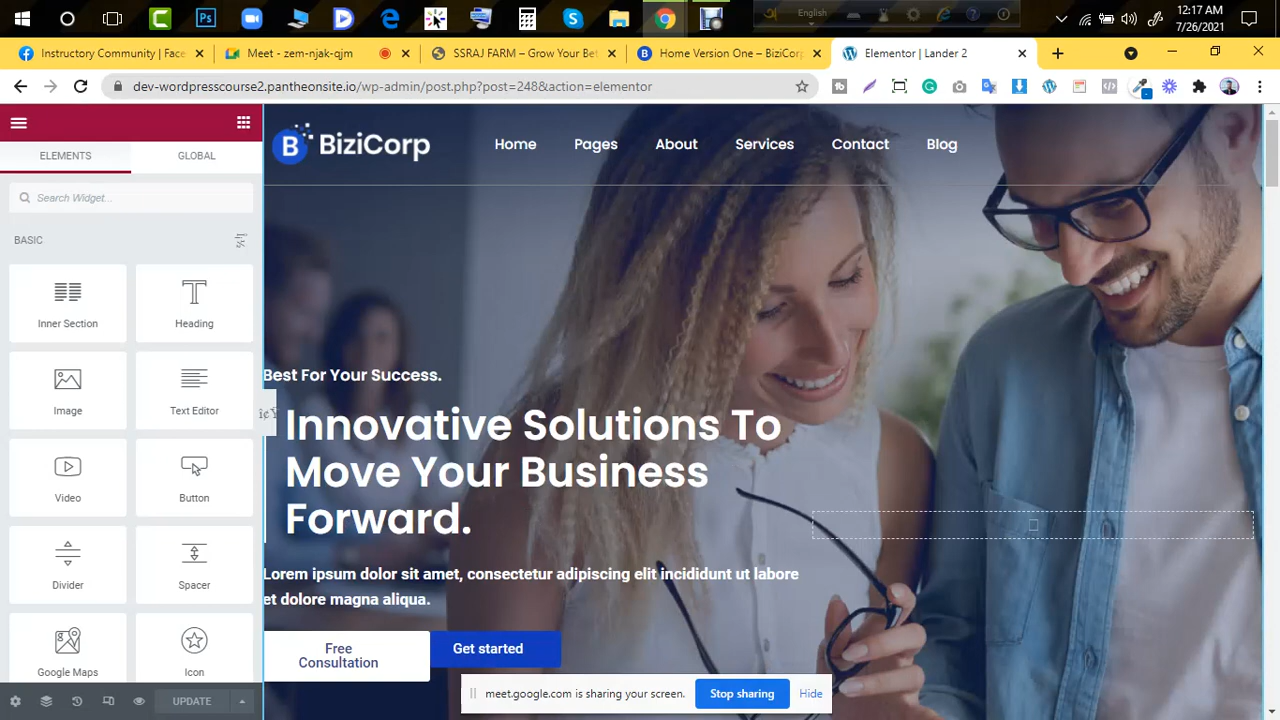 English
12:17 AM
7/26/2021
Instructory Community | Face
Meet - zem-njak-qjm
SSRAJ FARM – Grow Your Bet
Home Version One – BiziCorp
Elementor | Lander 2
dev-wordpresscourse2.pantheonsite.io/wp-admin/post.php?post=248&action=elementor
ELEMENTS
GLOBAL
Search Widget...
BASIC
Inner Section
Heading
Image
Text Editor
Video
Button
Divider
Spacer
Google Maps
Icon
UPDATE
BiziCorp
Home
Pages
About
Services
Contact
Blog
Best For Your Success.
Innovative Solutions To
Move Your Business
Forward.
Lorem ipsum dolor sit amet, consectetur adipiscing elit incididunt ut labore
et dolore magna aliqua.
Free
Consultation
Get started
meet.google.com is sharing your screen.
Stop sharing
Hide